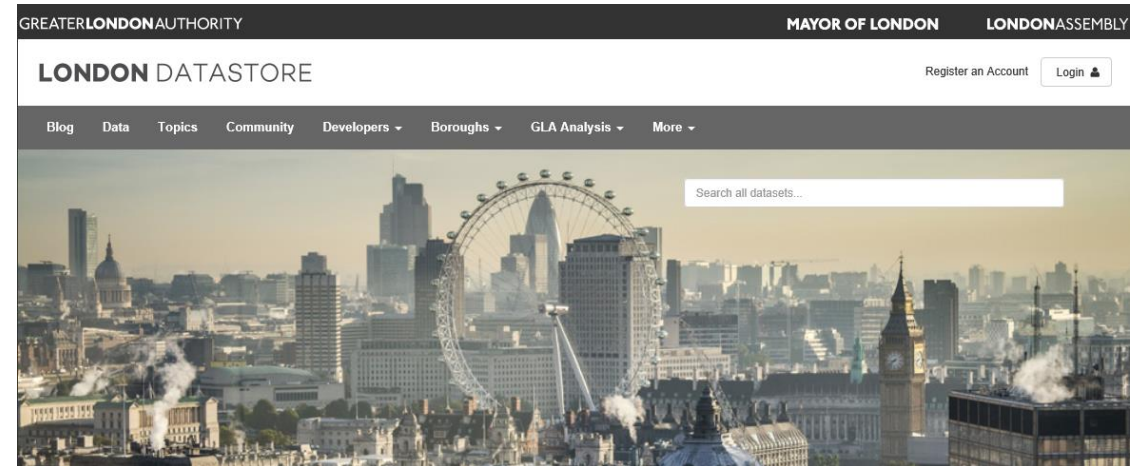 GREATERLONDONAUTHORITY MAYOR OF LONDON LONDONASSEMBLY
LONDON DATASTORE Register an Account Login
Blog Data Topics Community Developers Boroughs GLA Analysis More
Search all datasets...